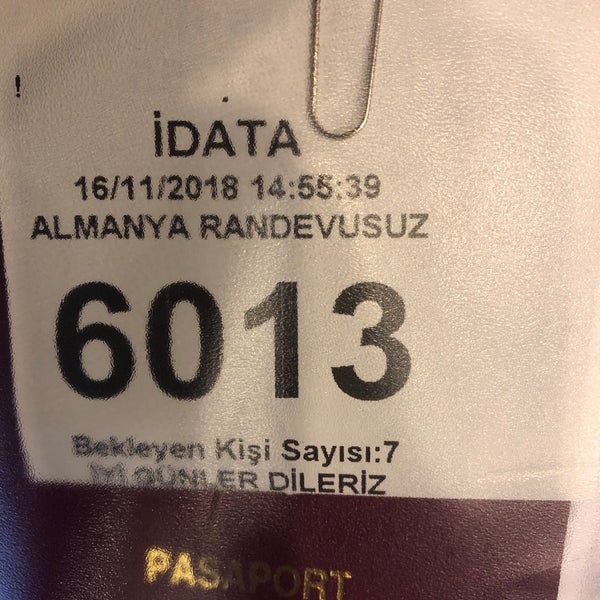 İDATA
16/11/2018 14:55:39
ALMANYA RANDEVUSUZ
6013
Bekleyen Kişi Sayısı:7
İYİ GÜNLER DİLERİZ
PASAPORT